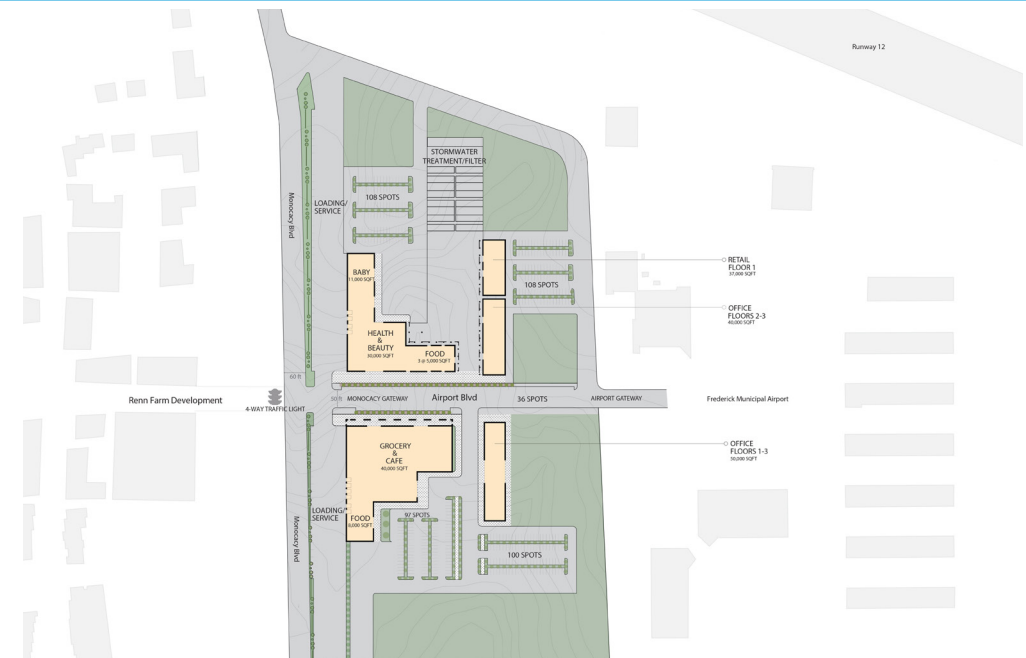 Runway 12
STORMWATER
TREATMENT/FILTER
108 SPOTS
LOADING/
SERVICE
Monocacy Blvd
BABY
11,000 SQFT
RETAIL
FLOOR 1
37,000 SQFT
108 SPOTS
OFFICE
FLOORS 2-3
40,000 SQFT
HEALTH
&
BEAUTY
30,000 SQFT
FOOD
3 @ 5,000 SQFT
60 ft
Renn Farm Development
4-WAY TRAFFIC LIGHT
50 ft
MONOCACY GATEWAY
Airport Blvd
36 SPOTS
AIRPORT GATEWAY
Frederick Municipal Airport
GROCERY
&
CAFE
40,000 SQFT
OFFICE
FLOORS 1-3
50,000 SQFT
LOADING/
SERVICE
FOOD
8,000 SQFT
97 SPOTS
Monocacy Blvd
100 SPOTS